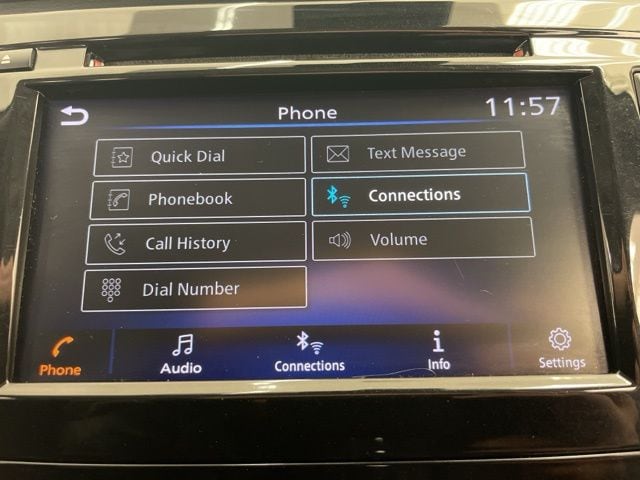 Phone
11:57
Quick Dial
Text Message
Phonebook
Connections
Call History
Volume
Dial Number
Phone
Audio
Connections
Info
Settings